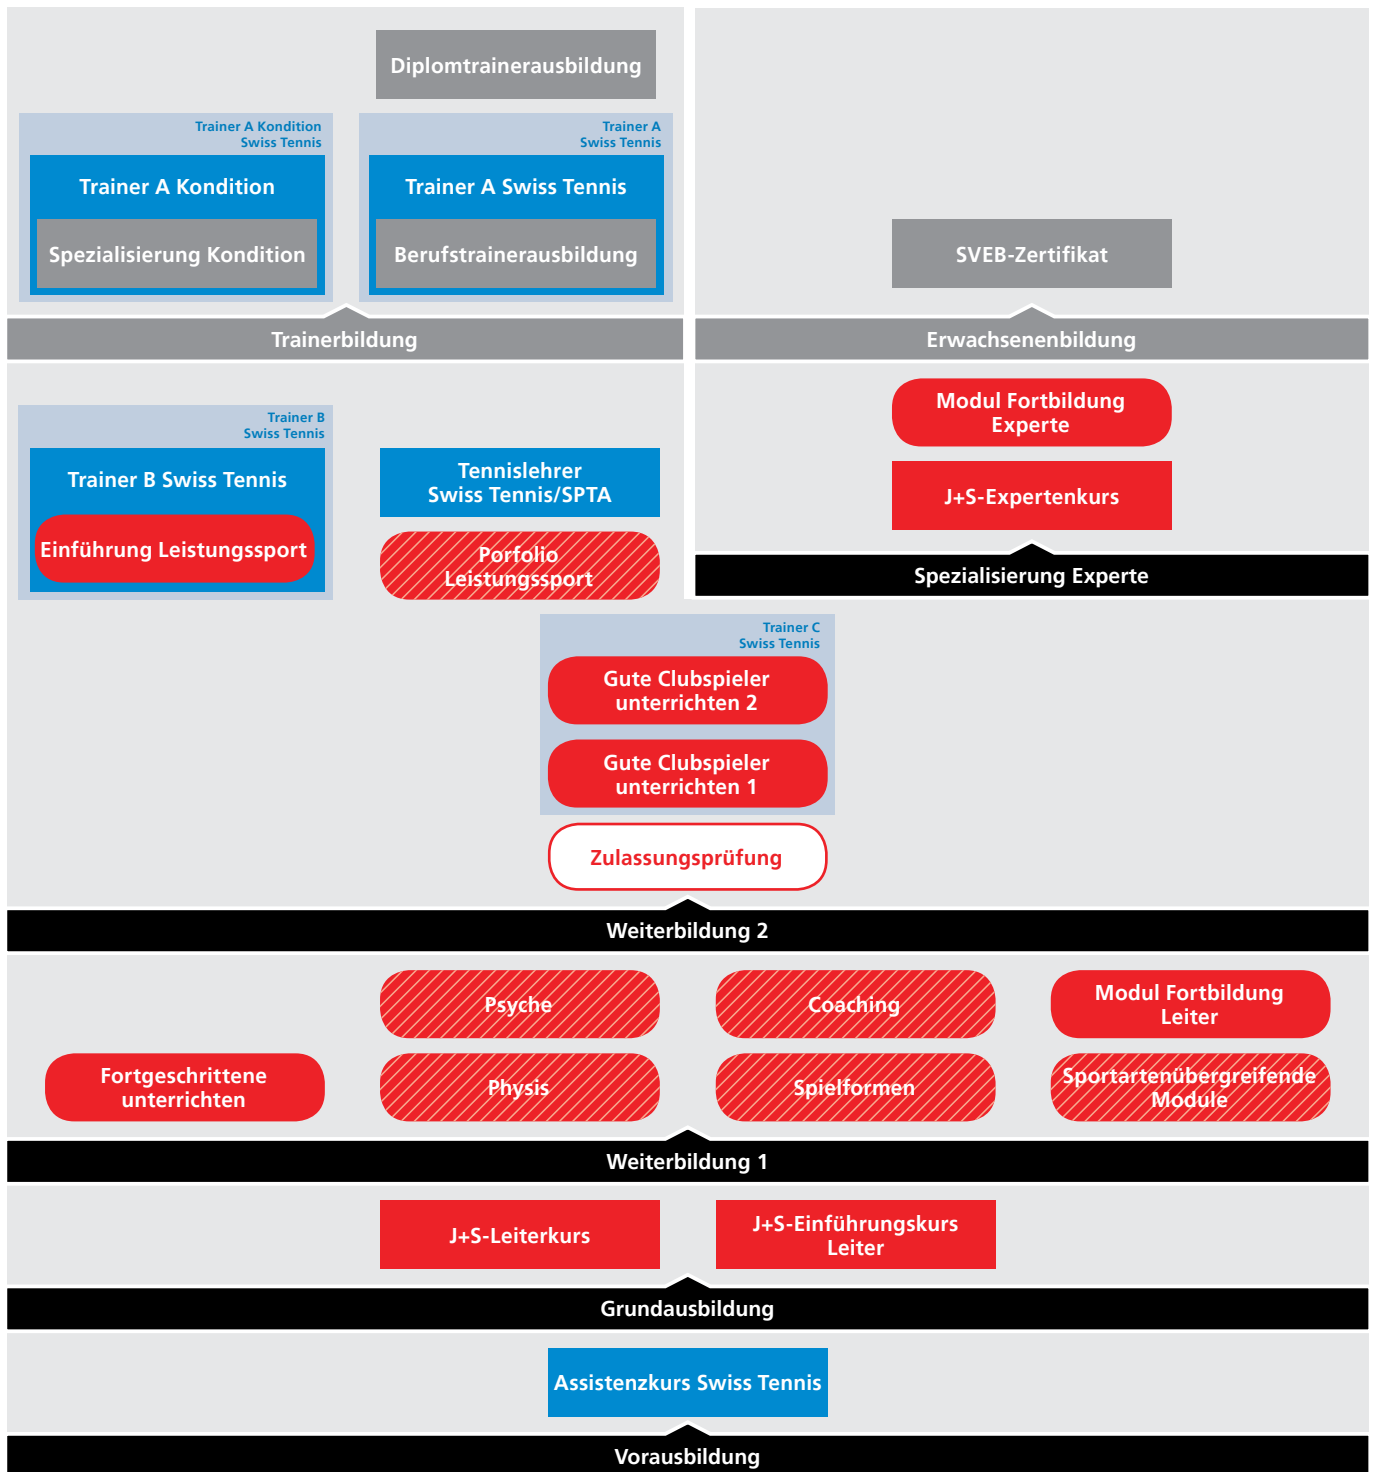 Diplomtrainerausbildung
Trainer A Kondition
Swiss Tennis
Trainer A Kondition
Spezialisierung Kondition
Trainer A
Swiss Tennis
Trainer A Swiss Tennis
Berufstrainerausbildung
SVEB-Zertifikat
Trainerbildung
Erwachsenenbildung
Trainer B
Swiss Tennis
Trainer B Swiss Tennis
Einführung Leistungssport
Tennislehrer
Swiss Tennis/SPTA
Porfolio
Leistungssport
Modul Fortbildung
Experte
J+S-Expertenkurs
Spezialisierung Experte
Trainer C
Swiss Tennis
Gute Clubspieler
unterrichten 2
Gute Clubspieler
unterrichten 1
Zulassungsprüfung
Weiterbildung 2
Psyche
Coaching
Modul Fortbildung
Leiter
Fortgeschrittene
unterrichten
Physis
Spielformen
Sportartenübergreifende
Module
Weiterbildung 1
J+S-Leiterkurs
J+S-Einführungskurs
Leiter
Grundausbildung
Assistenzkurs Swiss Tennis
Vorausbildung